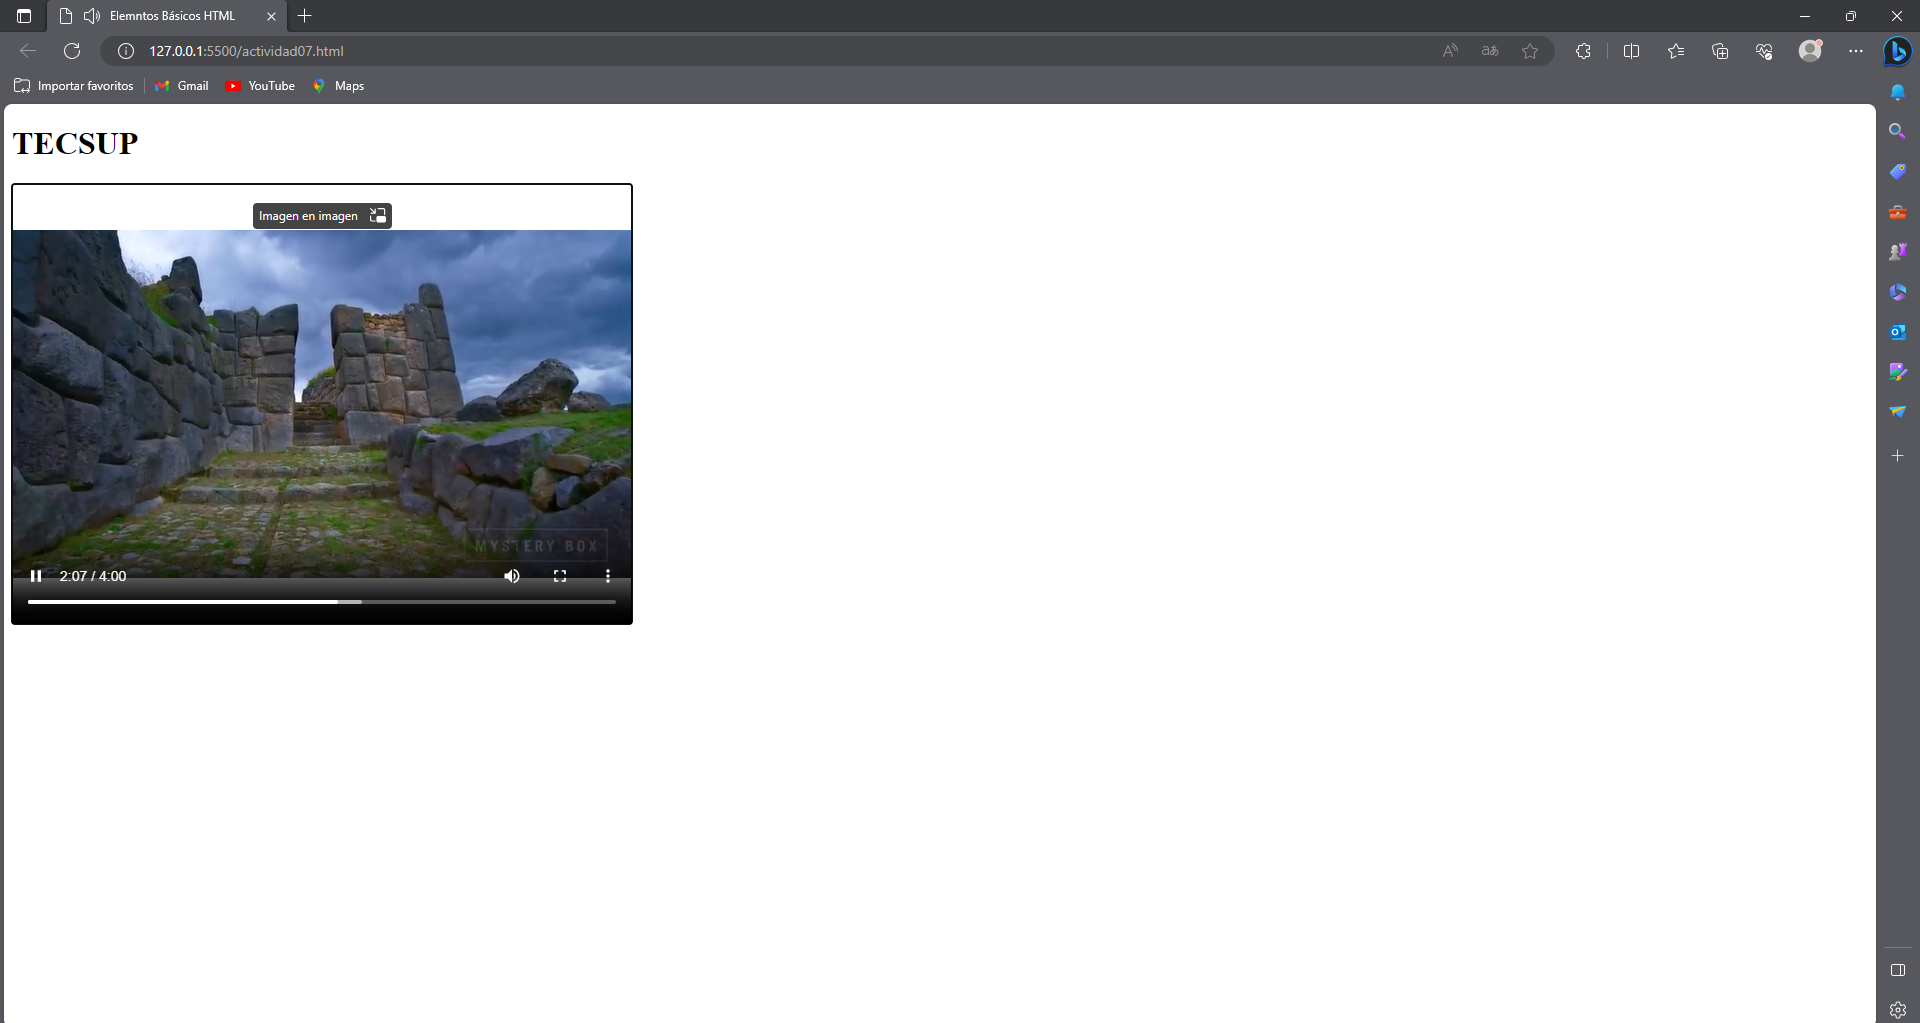 Elemntos Básicos HTML
127.0.0.1:5500/actividad07.html
Importar favoritos
Gmail
YouTube
Maps
TECSUP
Imagen en imagen
MYSTERY BOX
2:07 / 4:00